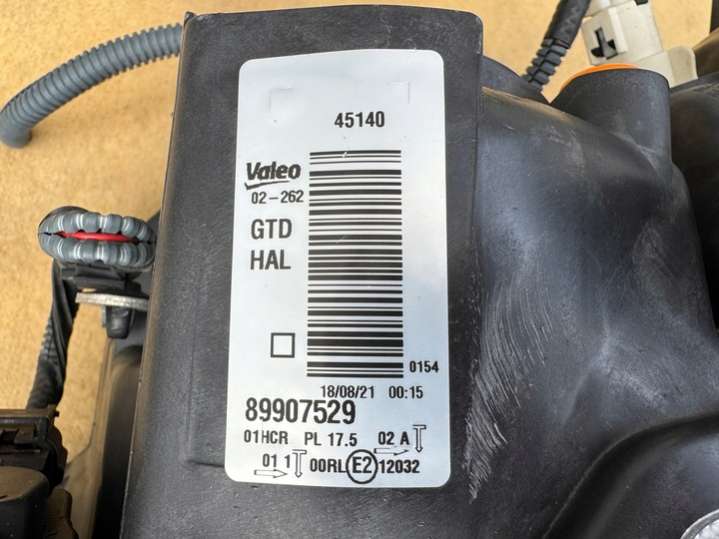 45140
Valeo
02-262
GTD
HAL
0154
18/08/21 00:15
89907529
01HCR PL 17.5 02 A
01 1 00RL E2 12032